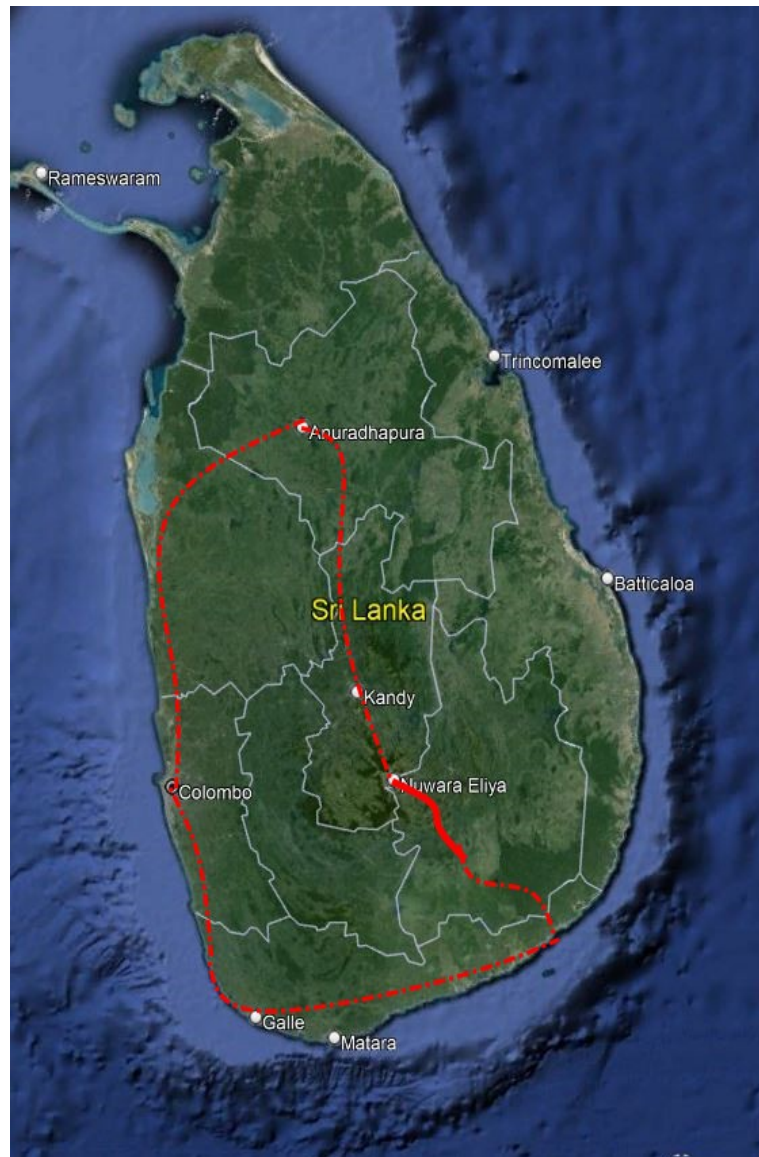 Rameswaram
Trincomalee
Anuradhapura
Batticaloa
Sri Lanka
Kandy
Nuwara Eliya
Colombo
Galle
Matara